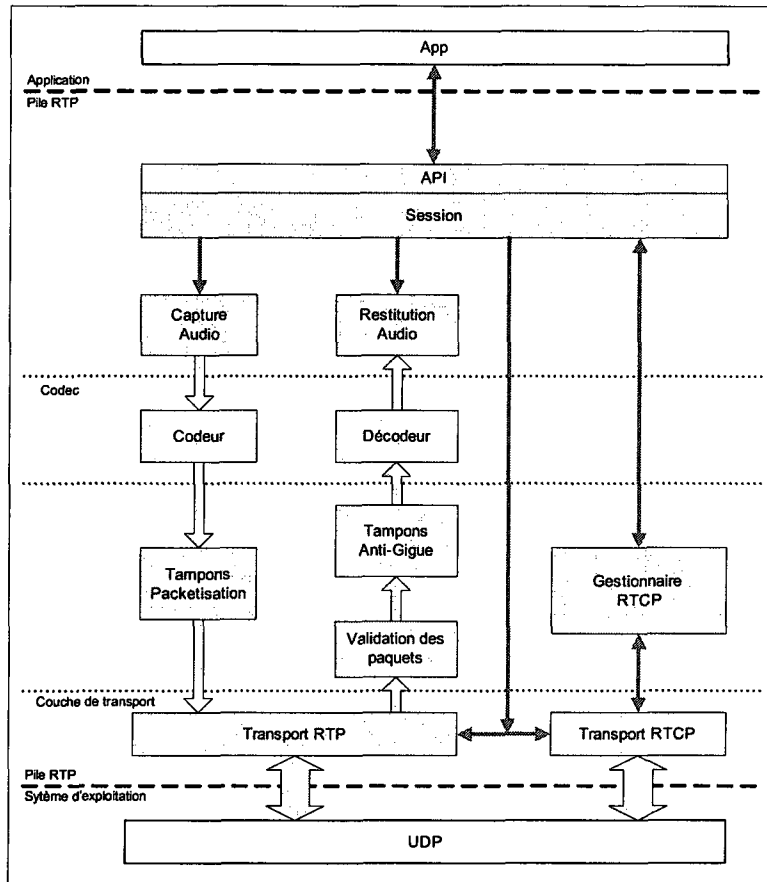 App
Application
Pile RTP
API
Session
Capture
Audio
Restitution
Audio
Codec
Codeur
Décodeur
Tampons
Anti-Gigue
Tampons
Packetisation
Gestionnaire
RTCP
Validation des
paquets
Couche de transport
Transport RTP
Transport RTCP
Pile RTP
Sytème d'exploitation
UDP